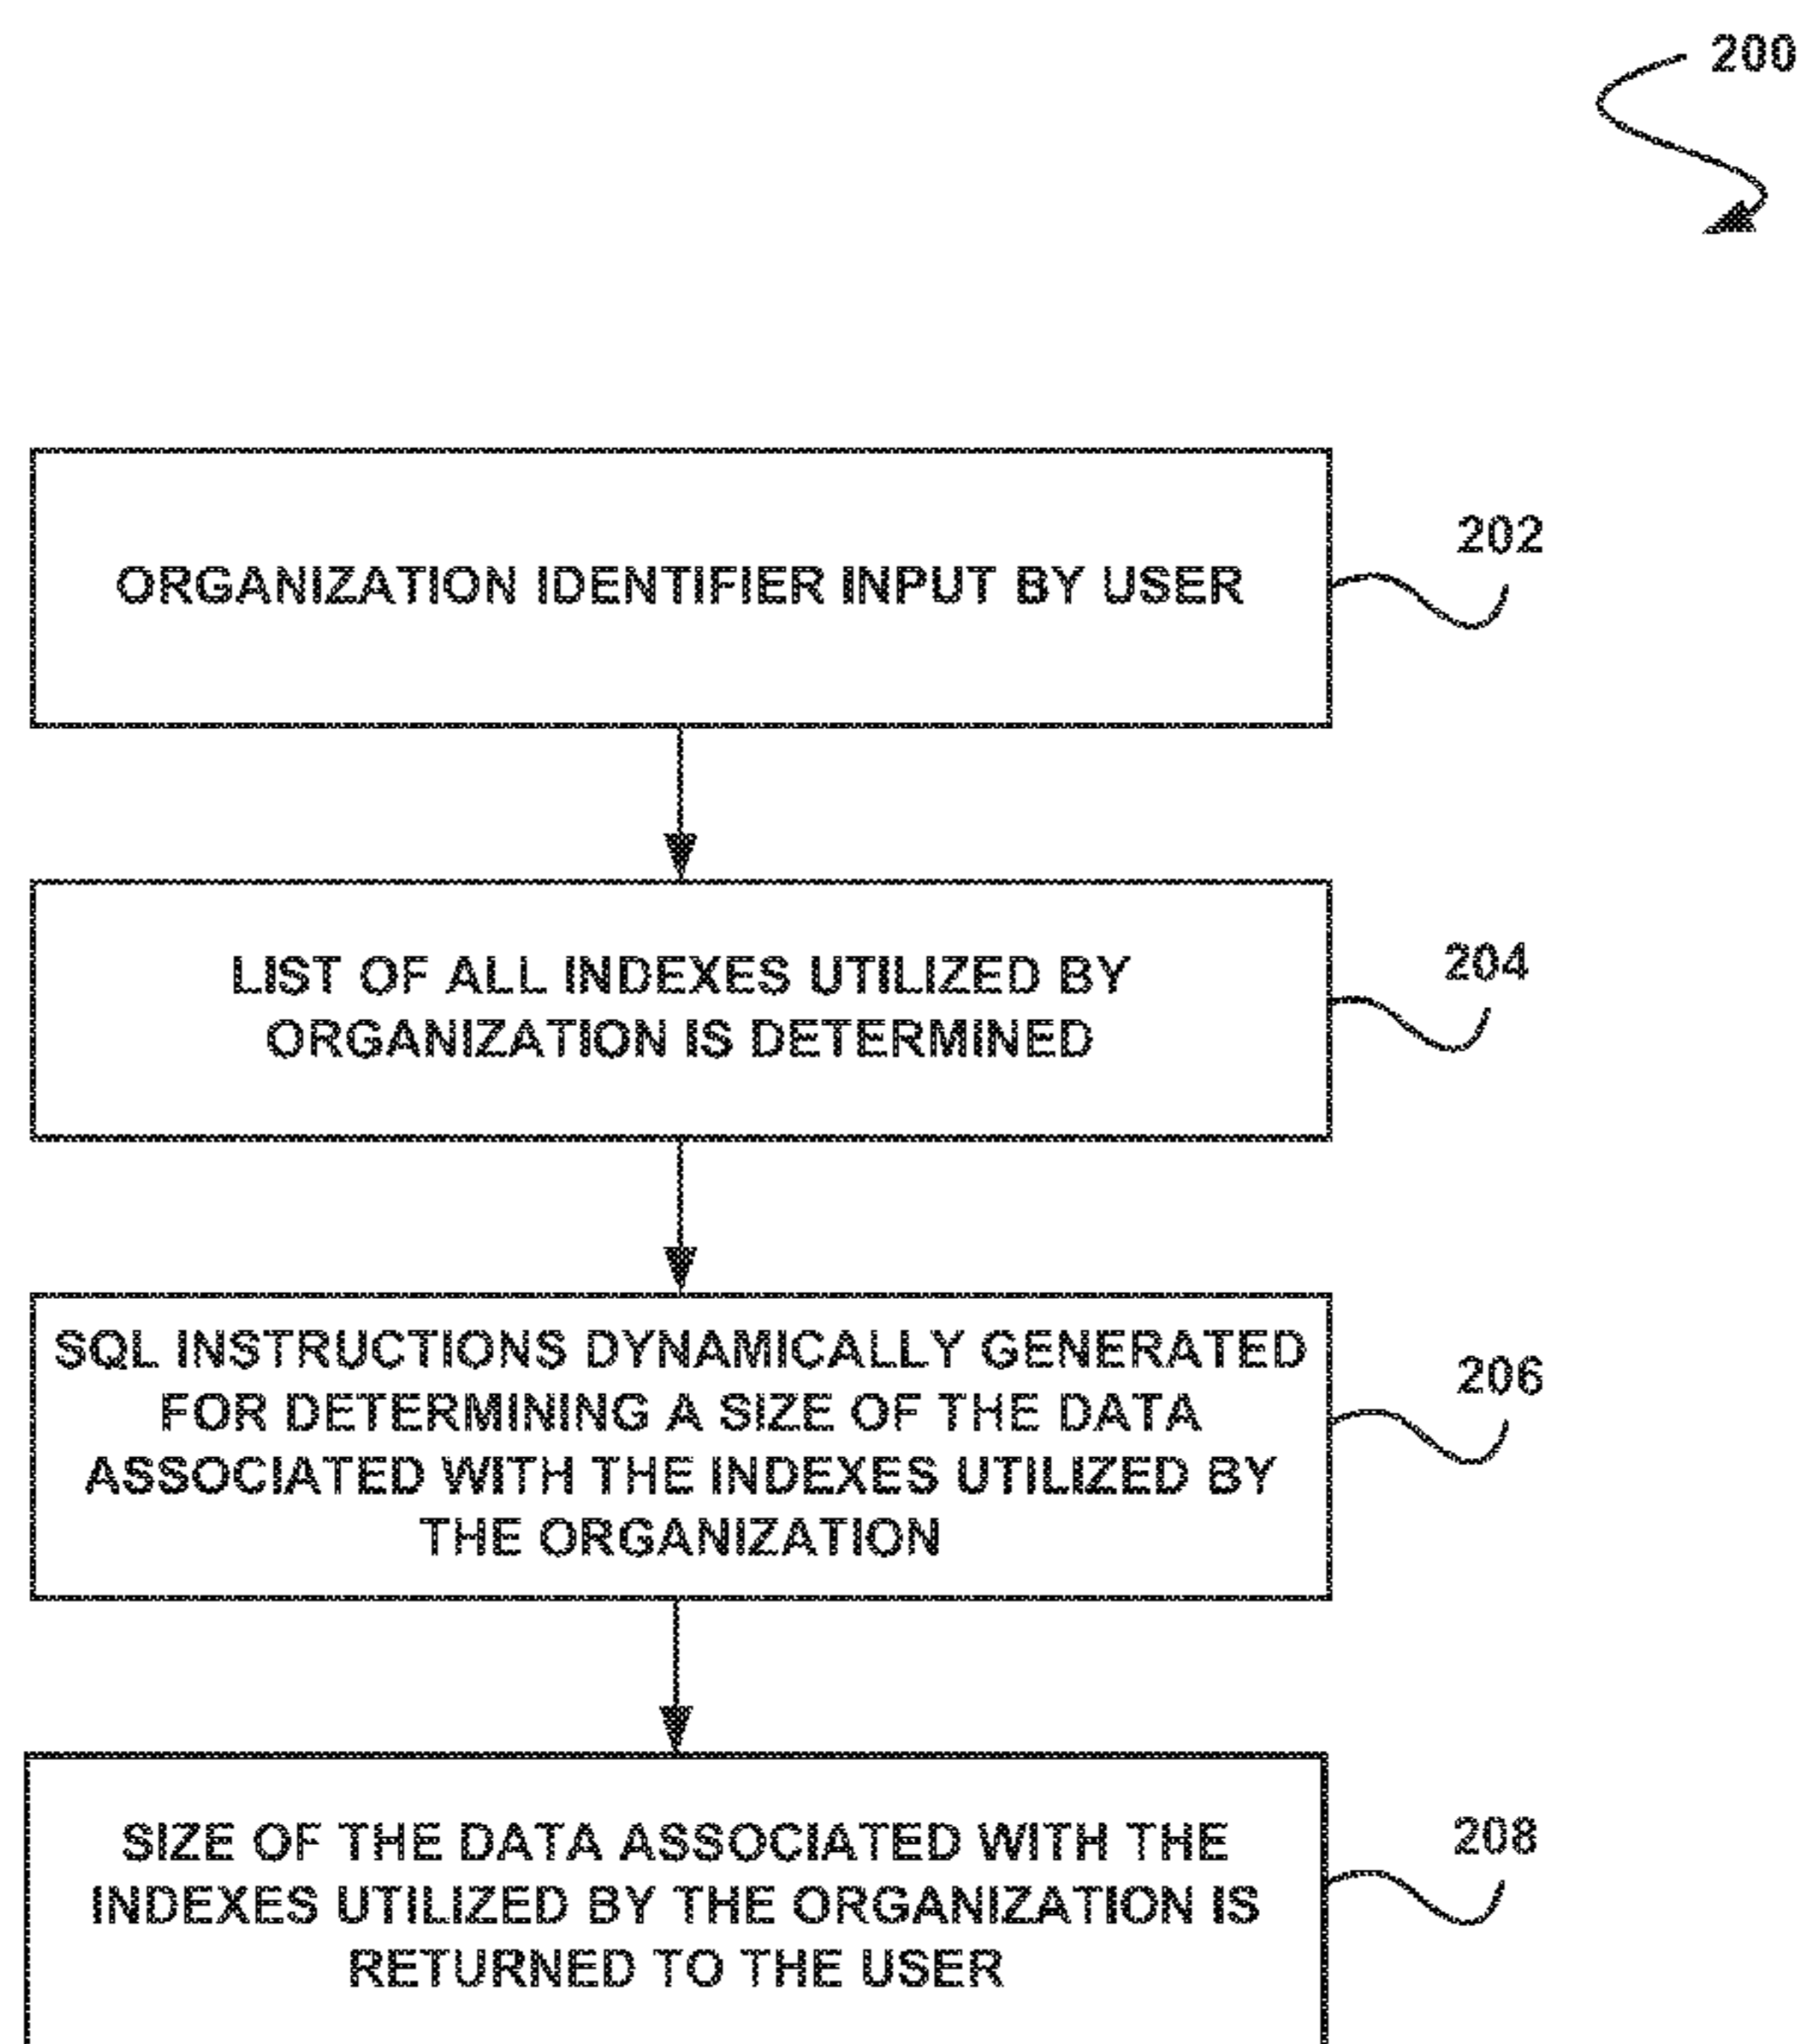 200
ORGANIZATION IDENTIFIER INPUT BY USER
202
LIST OF ALL INDEXES UTILIZED BY
ORGANIZATION IS DETERMINED
204
SQL INSTRUCTIONS DYNAMICALLY GENERATED
FOR DETERMINING A SIZE OF THE DATA
ASSOCIATED WITH THE INDEXES UTILIZED BY
THE ORGANIZATION
206
SIZE OF THE DATA ASSOCIATED WITH THE
INDEXES UTILIZED BY THE ORGANIZATION IS
RETURNED TO THE USER
208